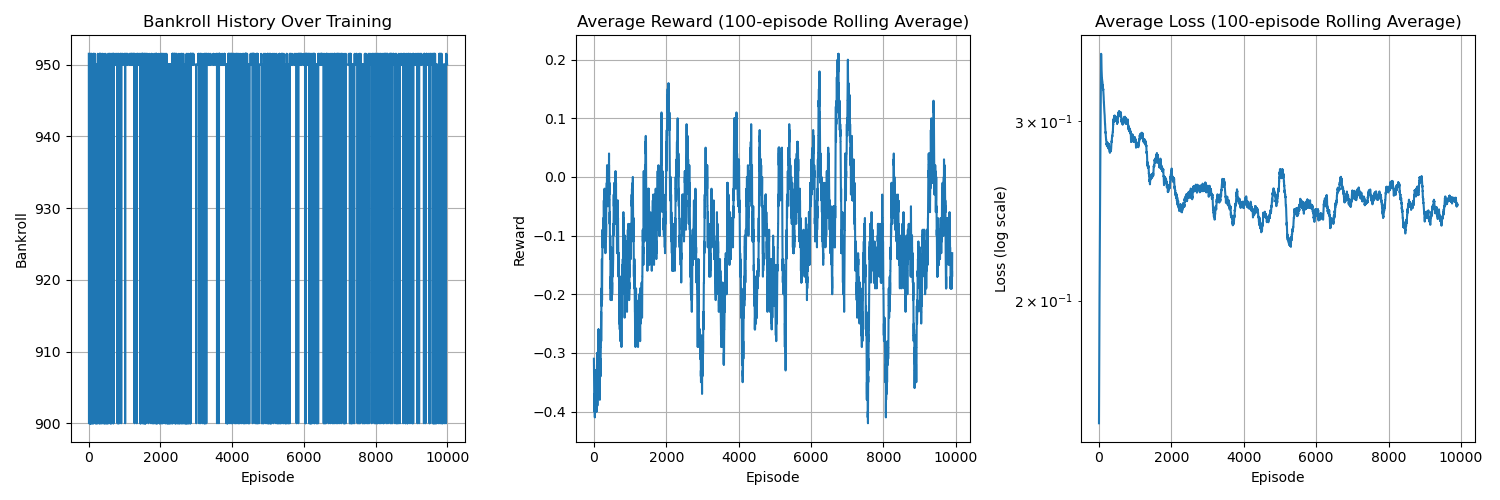 Bankroll History Over Training
Bankroll
950
940
930
920
910
900
0 2000 4000 6000 8000 10000
Episode
Average Reward (100-episode Rolling Average)
Reward
0.2
0.1
0.0
−0.1
−0.2
−0.3
−0.4
0 2000 4000 6000 8000 10000
Episode
Average Loss (100-episode Rolling Average)
Loss (log scale)
3 × 10⁻¹
2 × 10⁻¹
0 2000 4000 6000 8000 10000
Episode